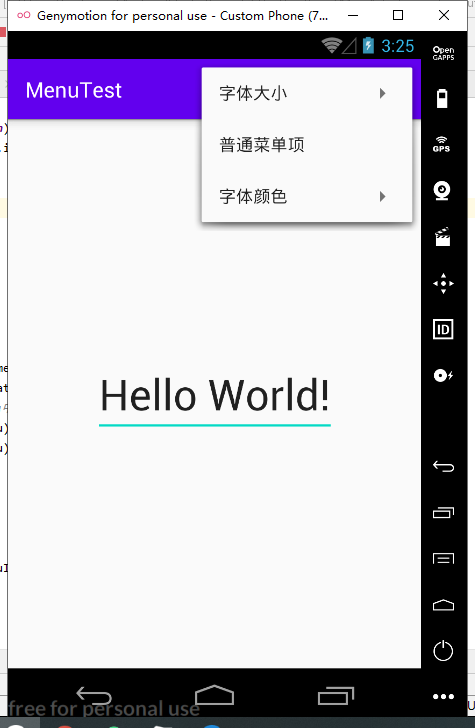 Genymotion for personal use - Custom Phone (7...
3:25
MenuTest
字体大小
普通菜单项
字体颜色
Hello World!
Open
GAPPS
GPS
ID
free for personal use